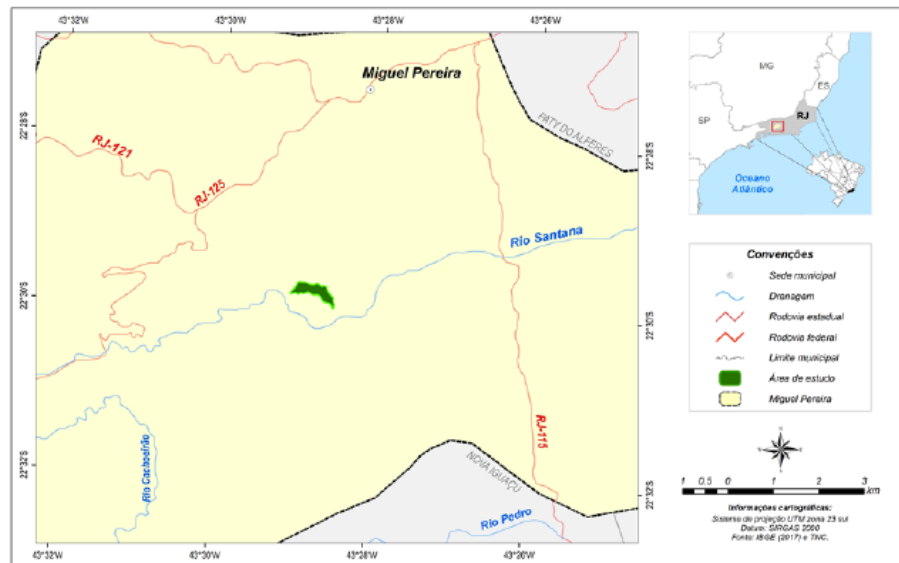 43°32'W 43°30'W 43°28'W 43°26'W
Miguel Pereira
PATY DO ALFERES
22°28'S
22°28'S
RJ-121
RJ-125
Rio Santana
22°30'S
22°30'S
RJ-115
Rio Cachoeirão
NOVA IGUAÇU
22°32'S
22°32'S
Rio Pedro
43°32'W 43°30'W 43°28'W 43°26'W
MG
ES
SP
RJ
Oceano
Atlântico
Convenções
Sede municipal
Drenagem
Rodovia estadual
Rodovia federal
Limite municipal
Área de estudo
Miguel Pereira
N
1 0.5 0 1 2 3
km
Informações cartográficas:
Sistema de projeção UTM zona 23 sul
Datum: SIRGAS 2000
Fonte: IBGE (2017) e TNC.